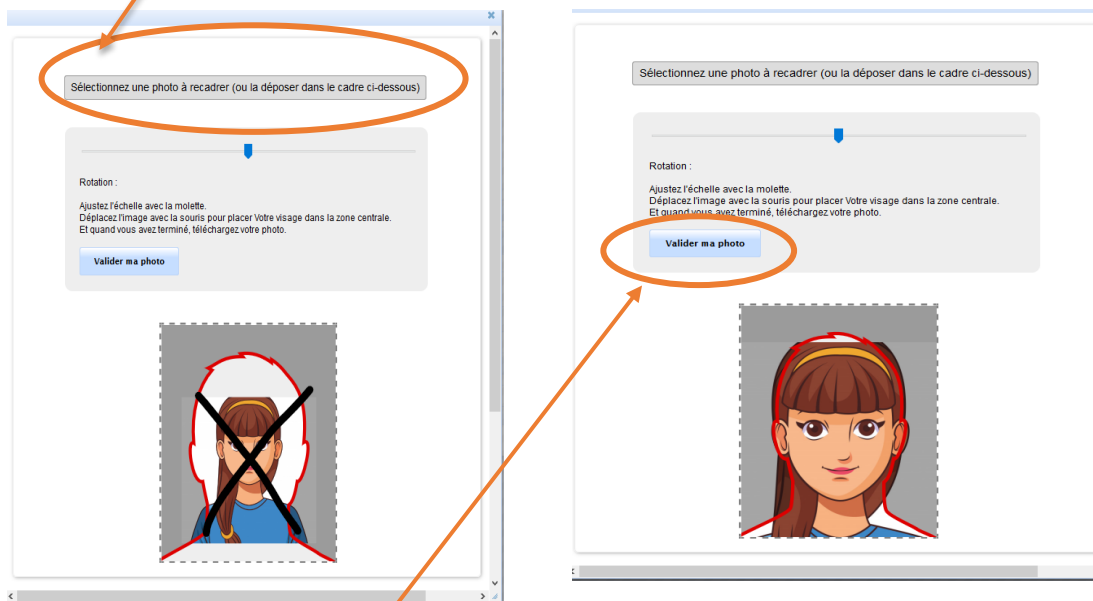 Sélectionnez une photo à recadrer (ou la déposer dans le cadre ci-dessous)
Rotation :
Ajustez l'échelle avec la molette.
Déplacez l'image avec la souris pour placer Votre visage dans la zone centrale.
Et quand vous avez terminé, téléchargez votre photo.
Valider ma photo
Sélectionnez une photo à recadrer (ou la déposer dans le cadre ci-dessous)
Rotation :
Ajustez l'échelle avec la molette.
Déplacez l'image avec la souris pour placer Votre visage dans la zone centrale.
Et quand vous avez terminé, téléchargez votre photo.
Valider ma photo